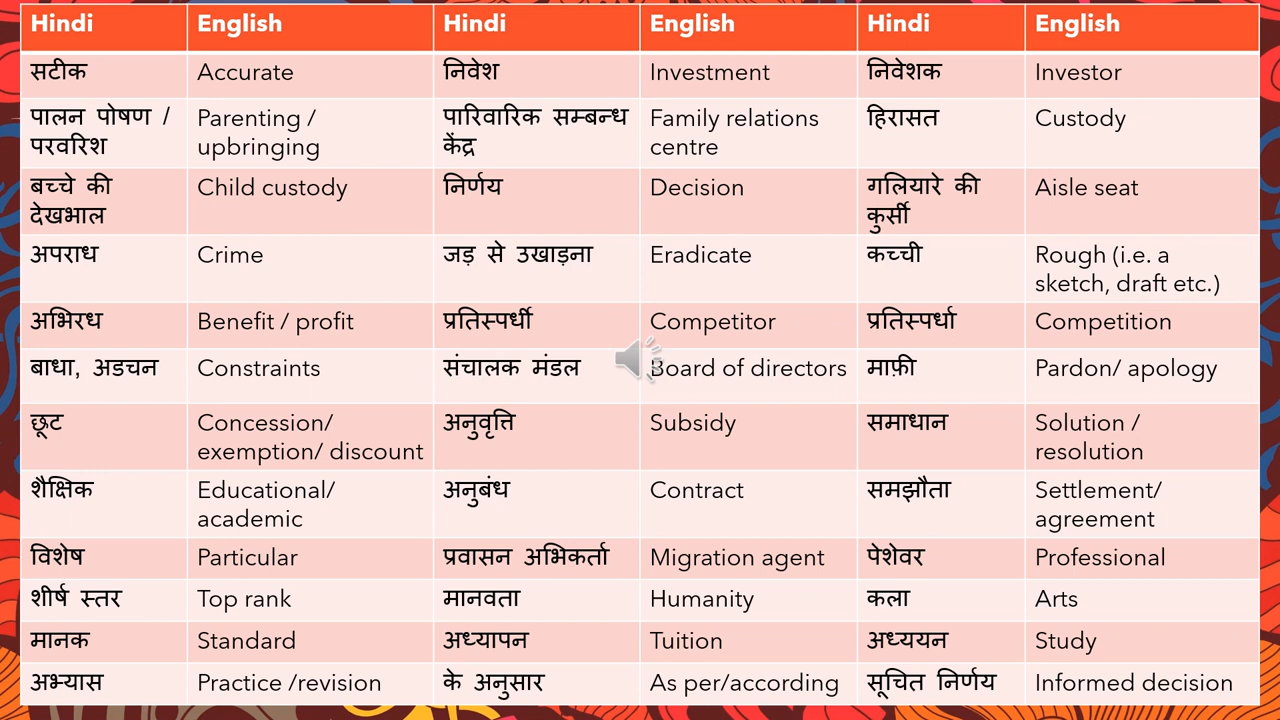 Hindi English Hindi English Hindi English
सटीक Accurate निवेश Investment निवेशक Investor
पालन पोषण / Parenting / पारिवारिक सम्बन्ध Family relations हिरासत Custody
परवरिश upbringing केंद्र centre
बच्चे की Child custody निर्णय Decision गलियारे की Aisle seat
देखभाल कुर्सी
अपराध Crime जड़ से उखाड़ना Eradicate कच्ची Rough (i.e. a
sketch, draft etc.)
अभिरध Benefit / profit प्रतिस्पर्धी Competitor प्रतिस्पर्धा Competition
बाधा, अडचन Constraints संचालक मंडल Board of directors माफ़ी Pardon/ apology
छूट Concession/ अनुवृत्ति Subsidy समाधान Solution /
exemption/ discount resolution
शैक्षिक Educational/ अनुबंध Contract समझौता Settlement/
academic agreement
विशेष Particular प्रवासन अभिकर्ता Migration agent पेशेवर Professional
शीर्ष स्तर Top rank मानवता Humanity कला Arts
मानक Standard अध्यापन Tuition अध्ययन Study
अभ्यास Practice /revision के अनुसार As per/according सूचित निर्णय Informed decision